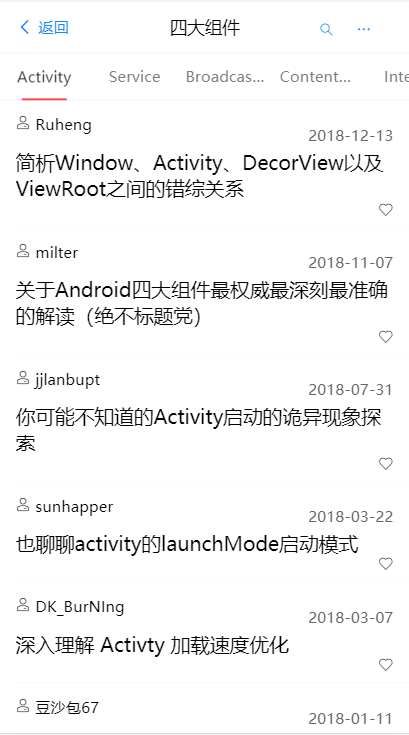 返回
四大组件
Activity Service Broadcas... Content... Inte
Ruheng
2018-12-13
简析Window、Activity、DecorView以及
ViewRoot之间的错综关系
milter
2018-11-07
关于Android四大组件最权威最深刻最准确
的解读（绝不标题党）
jjlanbupt
2018-07-31
你可能不知道的Activity启动的诡异现象探
索
sunhapper
2018-03-22
也聊聊activity的launchMode启动模式
DK_BurNIng
2018-03-07
深入理解 Activty 加载速度优化
豆沙包67
2018-01-11